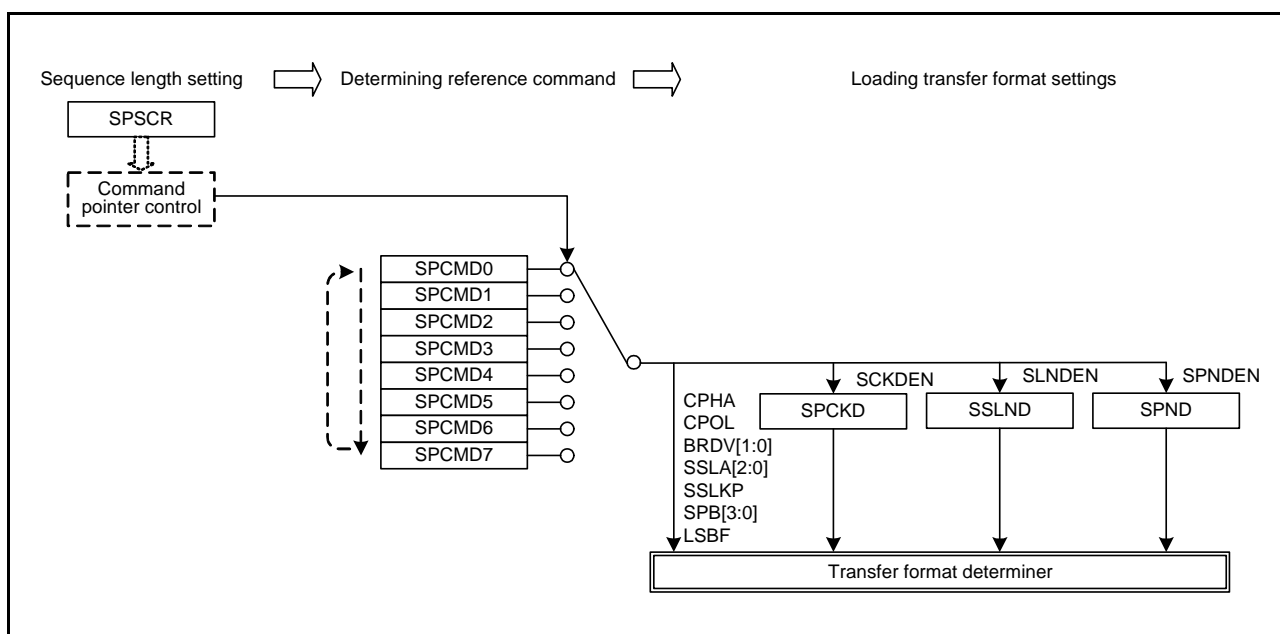 Sequence length setting
Determining reference command
Loading transfer format settings
SPSCR
Command
pointer control
SPCMD0
SPCMD1
SPCMD2
SPCMD3
SPCMD4
SPCMD5
SPCMD6
SPCMD7
CPHA
CPOL
BRDV[1:0]
SSLA[2:0]
SSLKP
SPB[3:0]
LSBF
SCKDEN
SPCKD
SLNDEN
SSLND
SPNDEN
SPND
Transfer format determiner